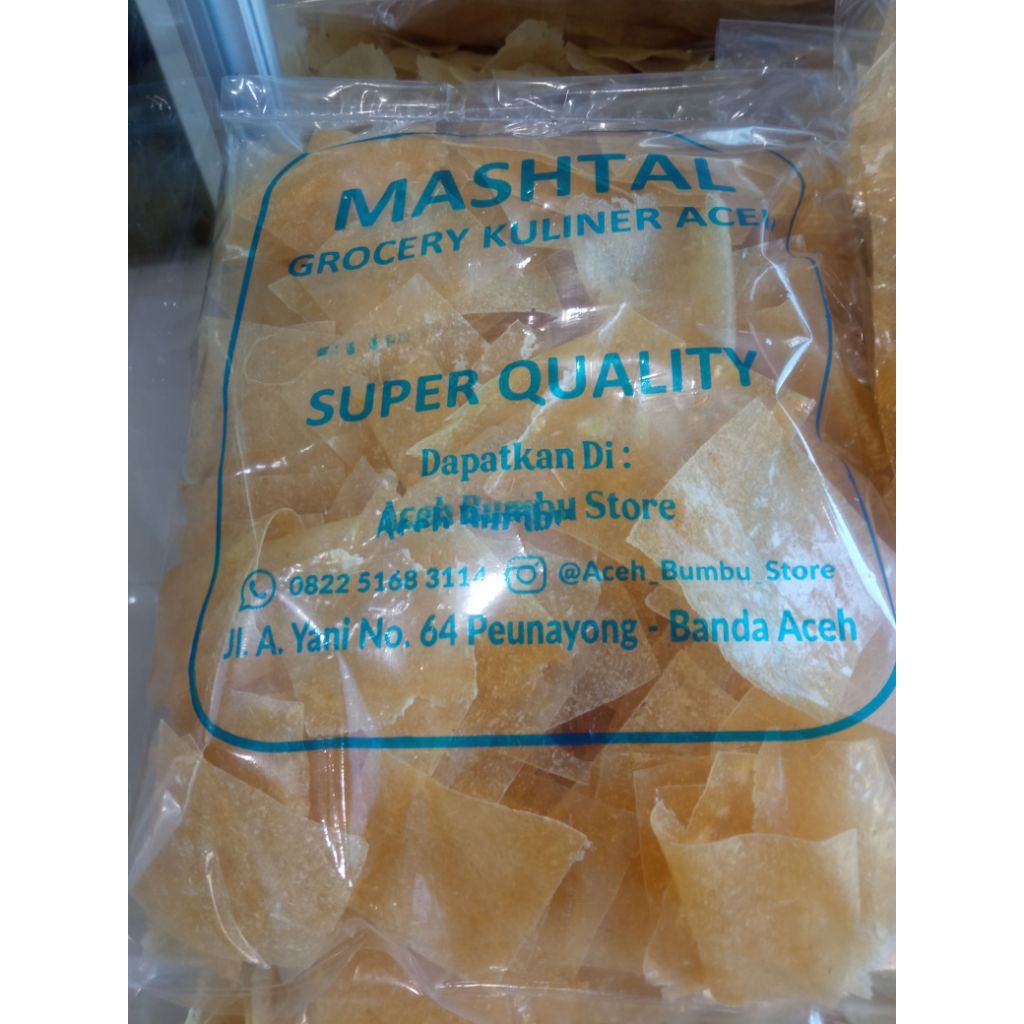 MASHTAL
GROCERY KULINER ACEH
SUPER QUALITY
Dapatkan Di :
Aceh Bumbu Store
0822 5168 3114 @Aceh_Bumbu_Store
Jl. A. Yani No. 64 Peunayong - Banda Aceh